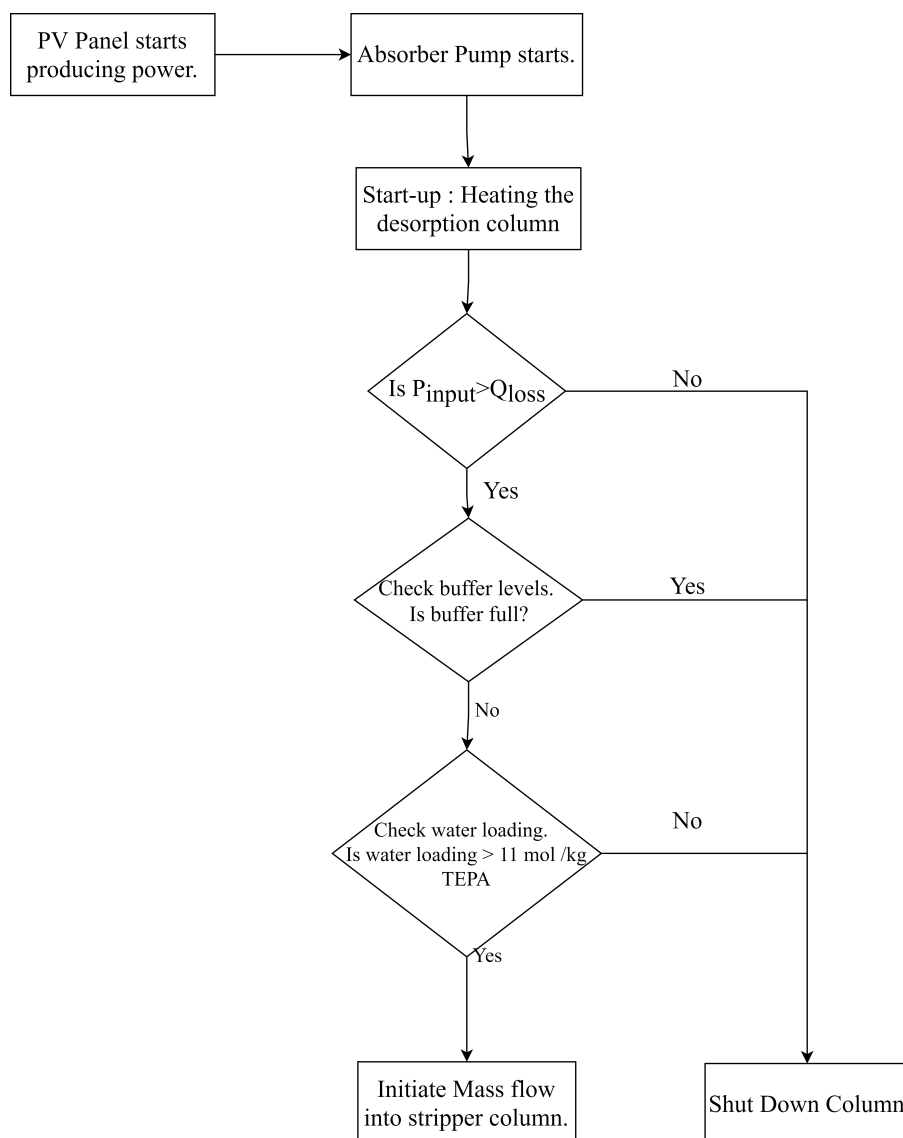 PV Panel starts
producing power.
Absorber Pump starts.
Start-up : Heating the
desorption column
Is Pinput>Qloss
No
Yes
Check buffer levels.
Is buffer full?
Yes
No
Check water loading.
Is water loading > 11 mol /kg
TEPA
No
Yes
Initiate Mass flow
into stripper column.
Shut Down Column